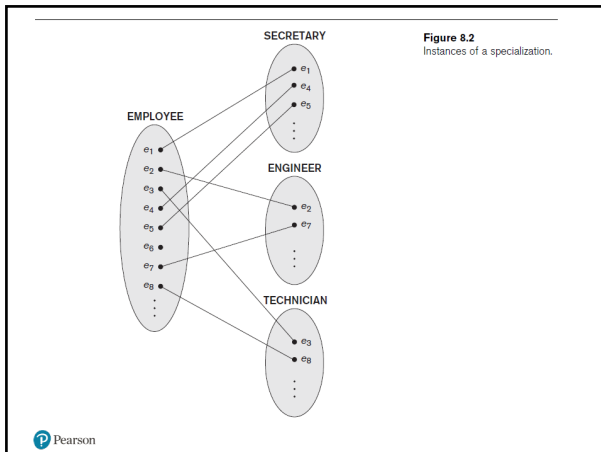 Figure 8.2
Instances of a specialization.
SECRETARY
e1
e4
e5
EMPLOYEE
e1
e2
e3
e4
e5
e6
e7
e8
ENGINEER
e2
e7
TECHNICIAN
e3
e8
P Pearson